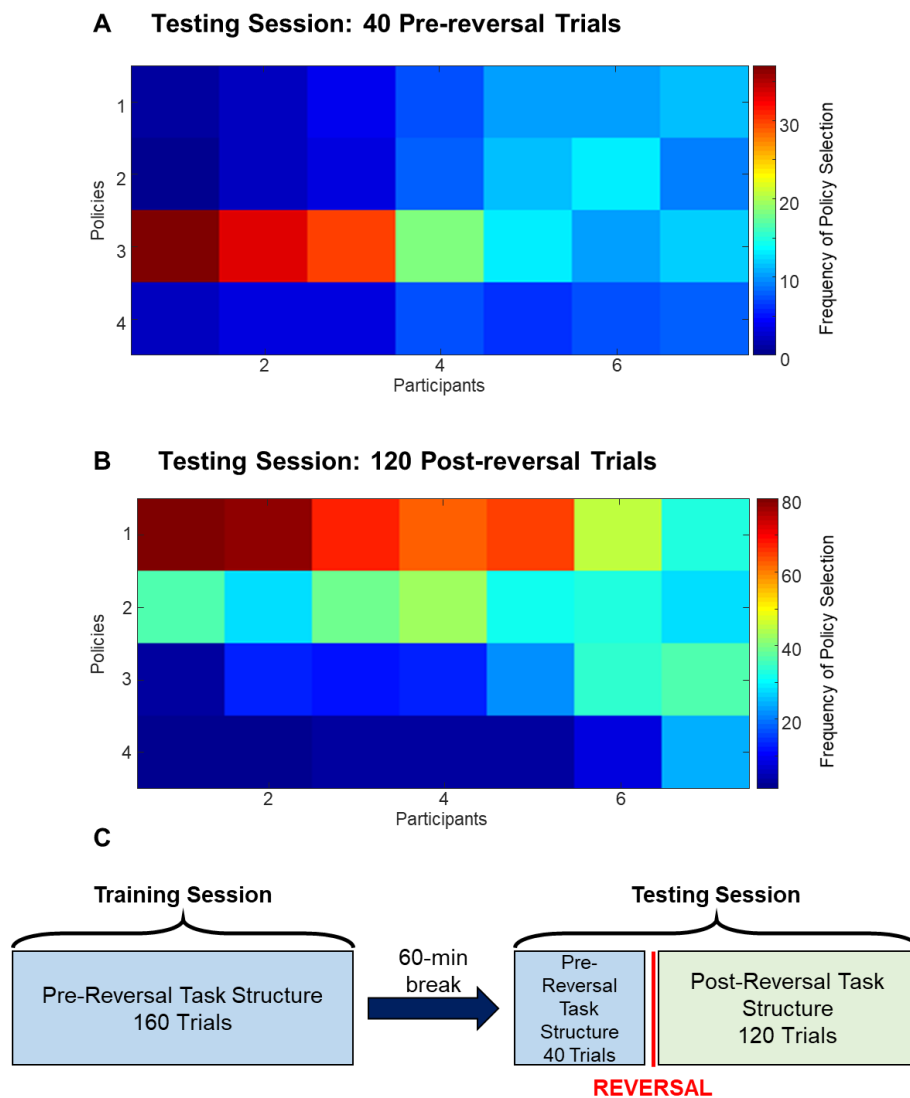 A Testing Session: 40 Pre-reversal Trials
1
2
3
4
Policies
2
4
6
Participants
30
20
10
0
Frequency of Policy Selection
B Testing Session: 120 Post-reversal Trials
1
2
3
4
Policies
2
4
6
Participants
80
60
40
20
Frequency of Policy Selection
C
Training Session
Pre-Reversal Task Structure
160 Trials
60-min
break
Testing Session
Pre-
Reversal
Task
Structure
40 Trials
Post-Reversal Task
Structure
120 Trials
REVERSAL